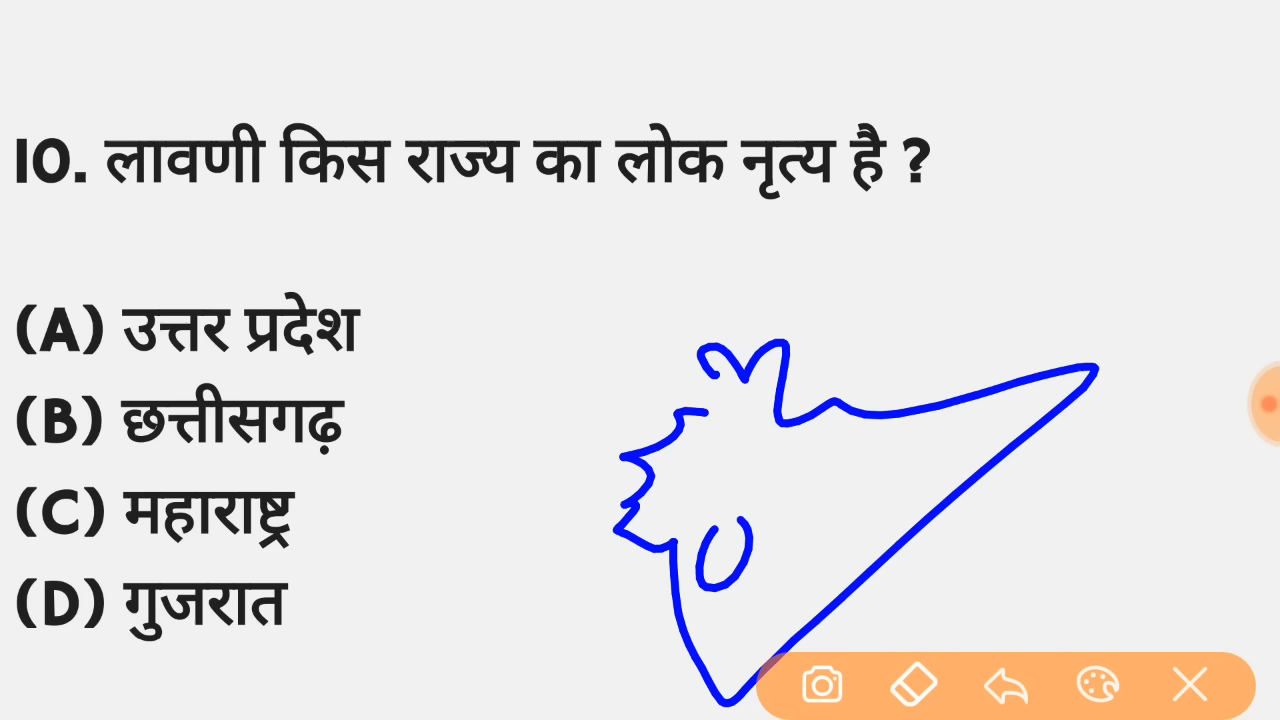 10. लावणी किस राज्य का लोक नृत्य है ?
(A) उत्तर प्रदेश
(B) छत्तीसगढ़
(C) महाराष्ट्र
(D) गुजरात